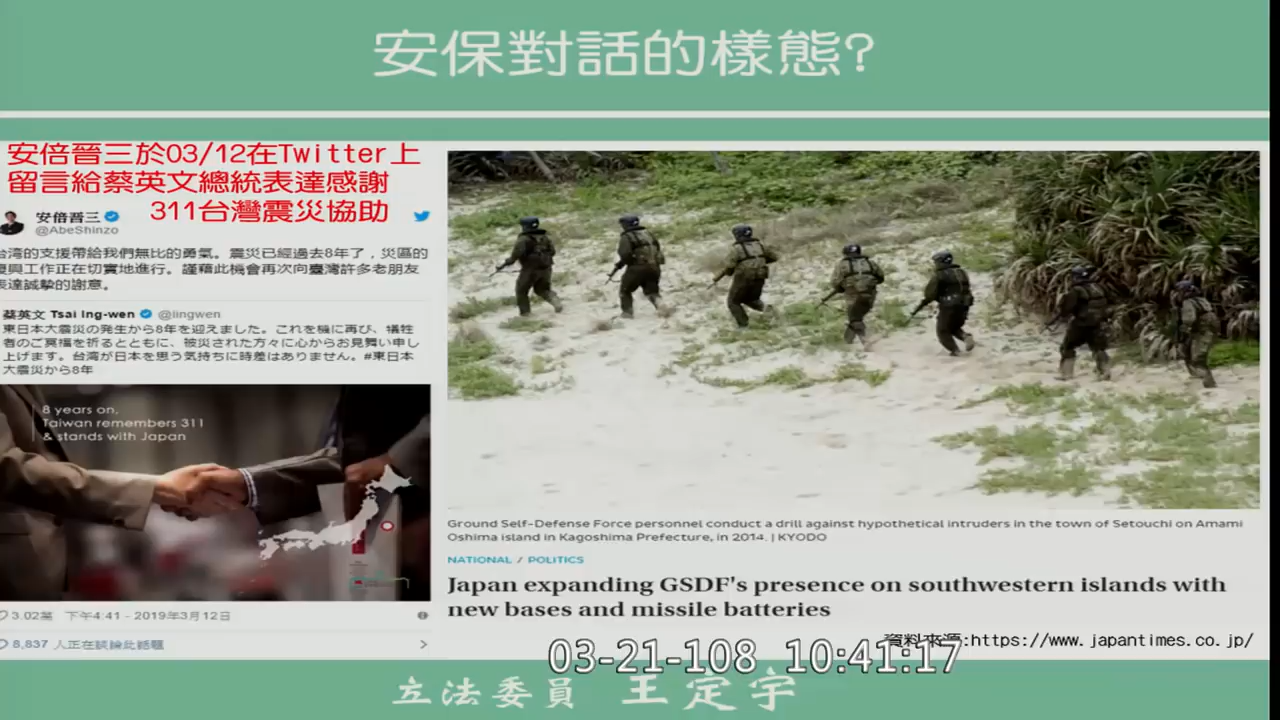 安保對話的樣態?
安倍晉三於03/12在Twitter上
留言給蔡英文總統表達感謝
311台灣震災協助
安倍晋三
@AbeShinzo
台湾的支援帶給我們無比的勇氣。震災已經過去8年了，災區的
復興工作正在切實地進行。謹藉此機會再次向臺灣許多老朋友
表達誠摯的謝意。
蔡英文 Tsai Ing-wen @iingwen
東日本大震災の発生から8年を迎えました。これを機に再び、犠牲
者のご冥福を祈るとともに、被災された方々に心からお見舞い申し
上げます。台湾が日本を思う気持ちに時差はありません。#東日本
大震災から8年
8 years on,
Taiwan remembers 311
& stands with Japan
3.02萬 下午4:41 - 2019年3月12日
8,837 人正在談論此話題
Ground Self-Defense Force personnel conduct a drill against hypothetical intruders in the town of Setouchi on Amami
Oshima island in Kagoshima Prefecture, in 2014. | KYODO
NATIONAL / POLITICS
Japan expanding GSDF's presence on southwestern islands with
new bases and missile batteries
資料來源:https://www.japantimes.co.jp/
03-21-108 10:41:17
立法委員 王定宇